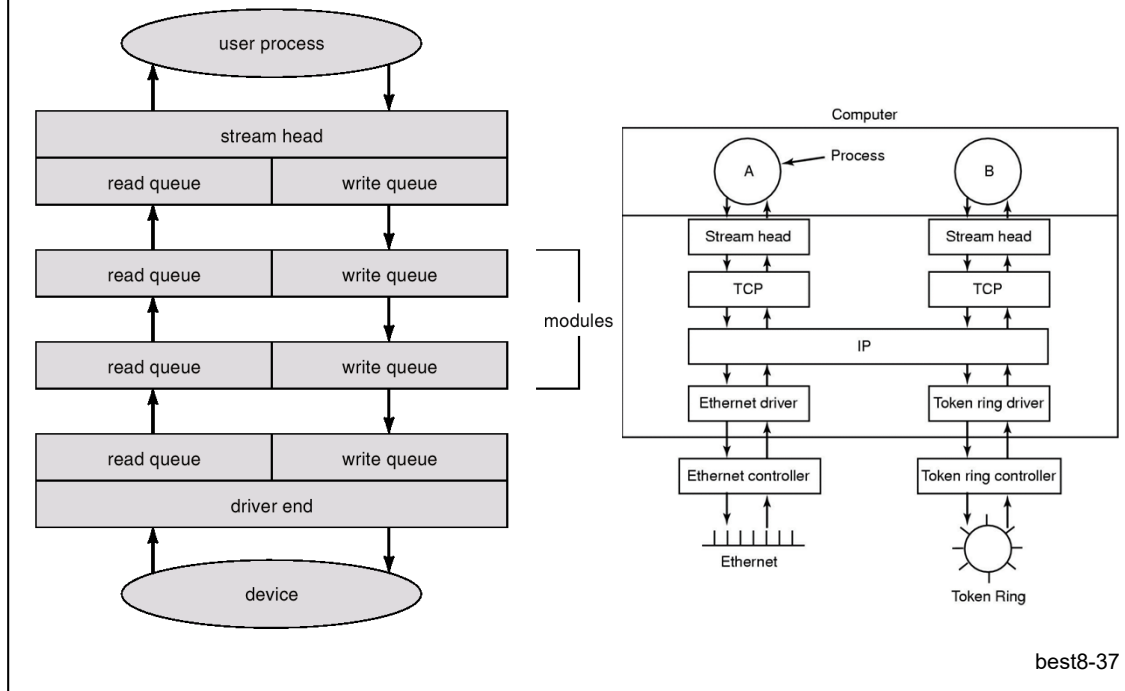 user process
stream head
read queue write queue
read queue write queue
modules
read queue write queue
read queue write queue
driver end
device
Computer
A Process B
Stream head Stream head
TCP TCP
IP
Ethernet driver Token ring driver
Ethernet controller Token ring controller
Ethernet
Token Ring
best8-37